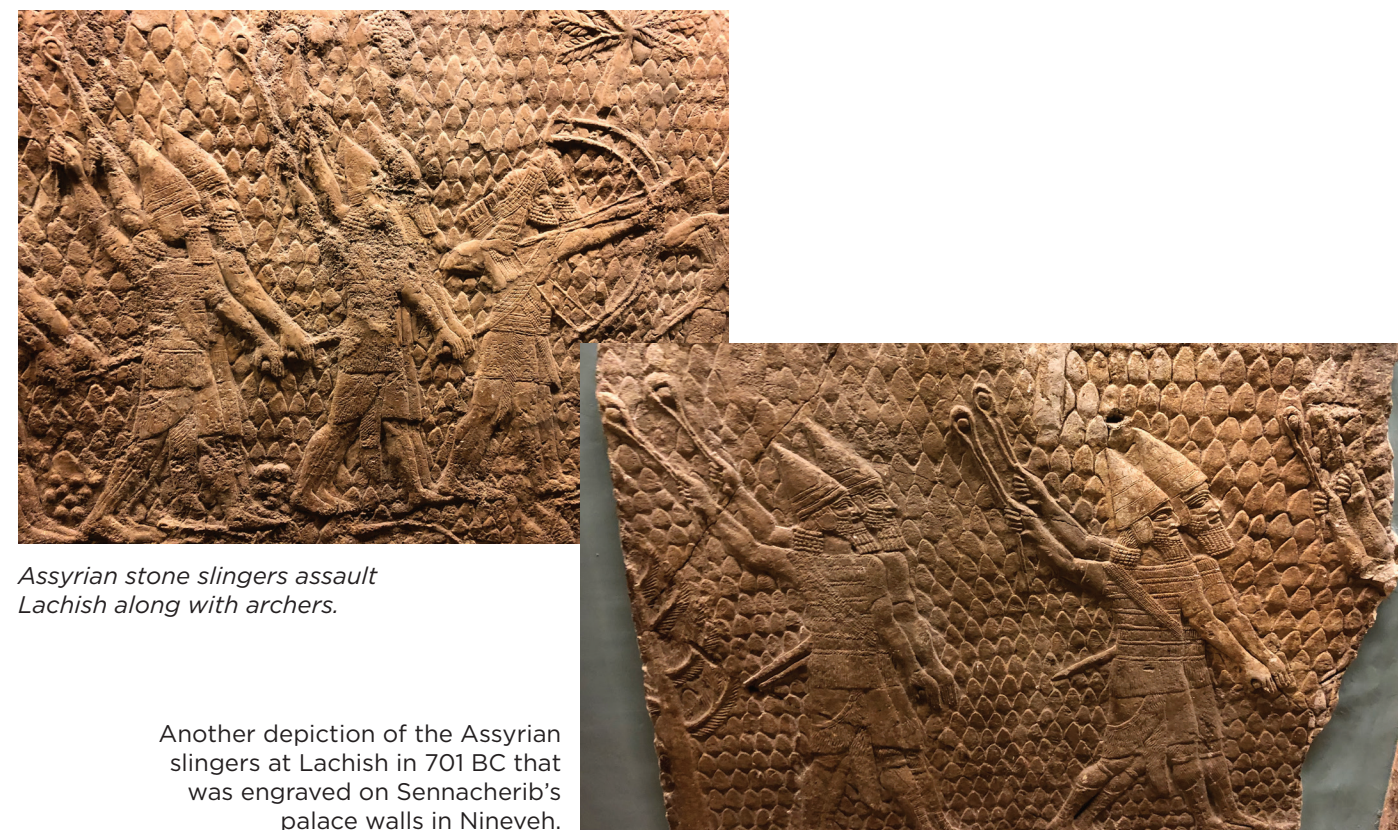 Assyrian stone slingers assault
Lachish along with archers.
Another depiction of the Assyrian
slingers at Lachish in 701 BC that
was engraved on Sennacherib’s
palace walls in Nineveh.